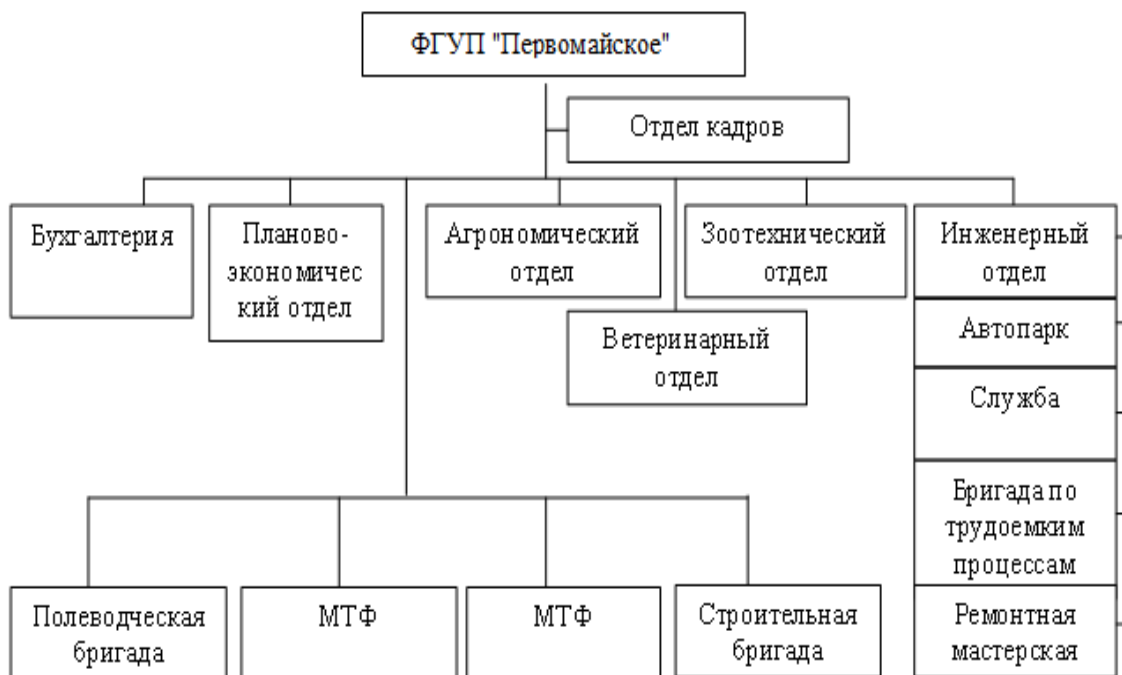 ФГУП "Первомайское"
Отдел кадров
Бухгалтерия
Планово-
экономичес
кий отдел
Агрономический
отдел
Зоотехнический
отдел
Инженерный
отдел
Ветеринарный
отдел
Автопарк
Служба
Бригада по
трудоемким
процессам
Полеводческая
бригада
МТФ
МТФ
Строительная
бригада
Ремонтная
мастерская